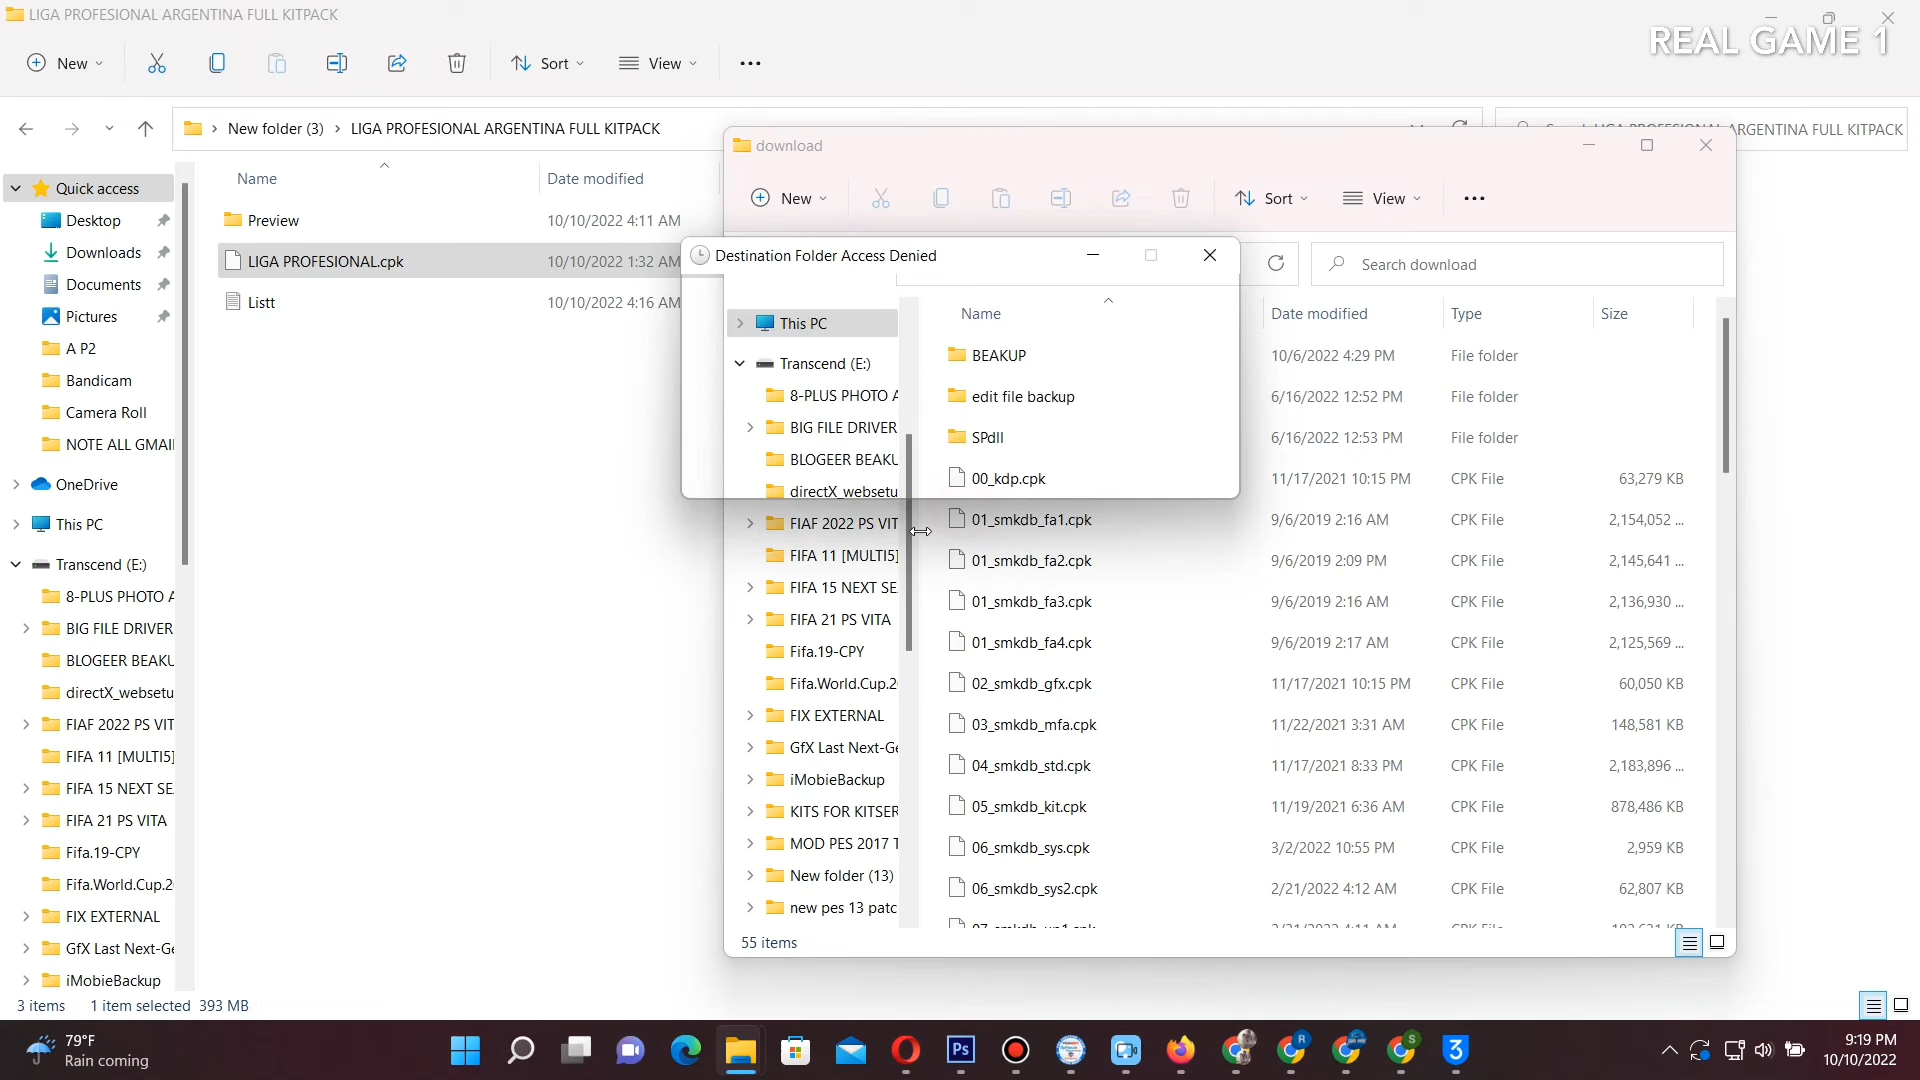 LIGA PROFESIONAL ARGENTINA FULL KITPACK
REAL GAME 1
New
Sort
View
New folder (3) > LIGA PROFESIONAL ARGENTINA FULL KITPACK
ARGENTINA FULL KITPACK
Quick access
Desktop
Downloads
Documents
Pictures
A P2
Bandicam
Camera Roll
NOTE ALL GMAI
OneDrive
This PC
Transcend (E:)
8-PLUS PHOTO A
BIG FILE DRIVER
BLOGEER BEAKU
directX_websetu
FIAF 2022 PS VIT
FIFA 11 [MULTI5]
FIFA 15 NEXT SE
FIFA 21 PS VITA
Fifa.19-CPY
Fifa.World.Cup.2
FIX EXTERNAL
GfX Last Next-Ge
iMobieBackup
Name Date modified
Preview 10/10/2022 4:11 AM
LIGA PROFESIONAL.cpk 10/10/2022 1:32 AM
Listt 10/10/2022 4:16 AM
3 items 1 item selected 393 MB
download
New
Sort
View
Destination Folder Access Denied
Search download
This PC
Transcend (E:)
8-PLUS PHOTO A
BIG FILE DRIVER
BLOGEER BEAKU
directX_websetu
FIAF 2022 PS VIT
FIFA 11 [MULTI5]
FIFA 15 NEXT SE
FIFA 21 PS VITA
Fifa.19-CPY
Fifa.World.Cup.2
FIX EXTERNAL
GfX Last Next-Ge
iMobieBackup
KITS FOR KITSER
MOD PES 2017 T
New folder (13)
new pes 13 patc
Name Date modified Type Size
BEAKUP 10/6/2022 4:29 PM File folder
edit file backup 6/16/2022 12:52 PM File folder
SPdll 6/16/2022 12:53 PM File folder
00_kdp.cpk 11/17/2021 10:15 PM CPK File 63,279 KB
01_smkdb_fa1.cpk 9/6/2019 2:16 AM CPK File 2,154,052 ...
01_smkdb_fa2.cpk 9/6/2019 2:09 PM CPK File 2,145,641 ...
01_smkdb_fa3.cpk 9/6/2019 2:16 AM CPK File 2,136,930 ...
01_smkdb_fa4.cpk 9/6/2019 2:17 AM CPK File 2,125,569 ...
02_smkdb_gfx.cpk 11/17/2021 10:15 PM CPK File 60,050 KB
03_smkdb_mfa.cpk 11/22/2021 3:31 AM CPK File 148,581 KB
04_smkdb_std.cpk 11/17/2021 8:33 PM CPK File 2,183,896 ...
05_smkdb_kit.cpk 11/19/2021 6:36 AM CPK File 878,486 KB
06_smkdb_sys.cpk 3/2/2022 10:55 PM CPK File 2,959 KB
06_smkdb_sys2.cpk 2/21/2022 4:12 AM CPK File 62,807 KB
55 items
79°F
Rain coming
Ps
R
S
3
9:19 PM
10/10/2022